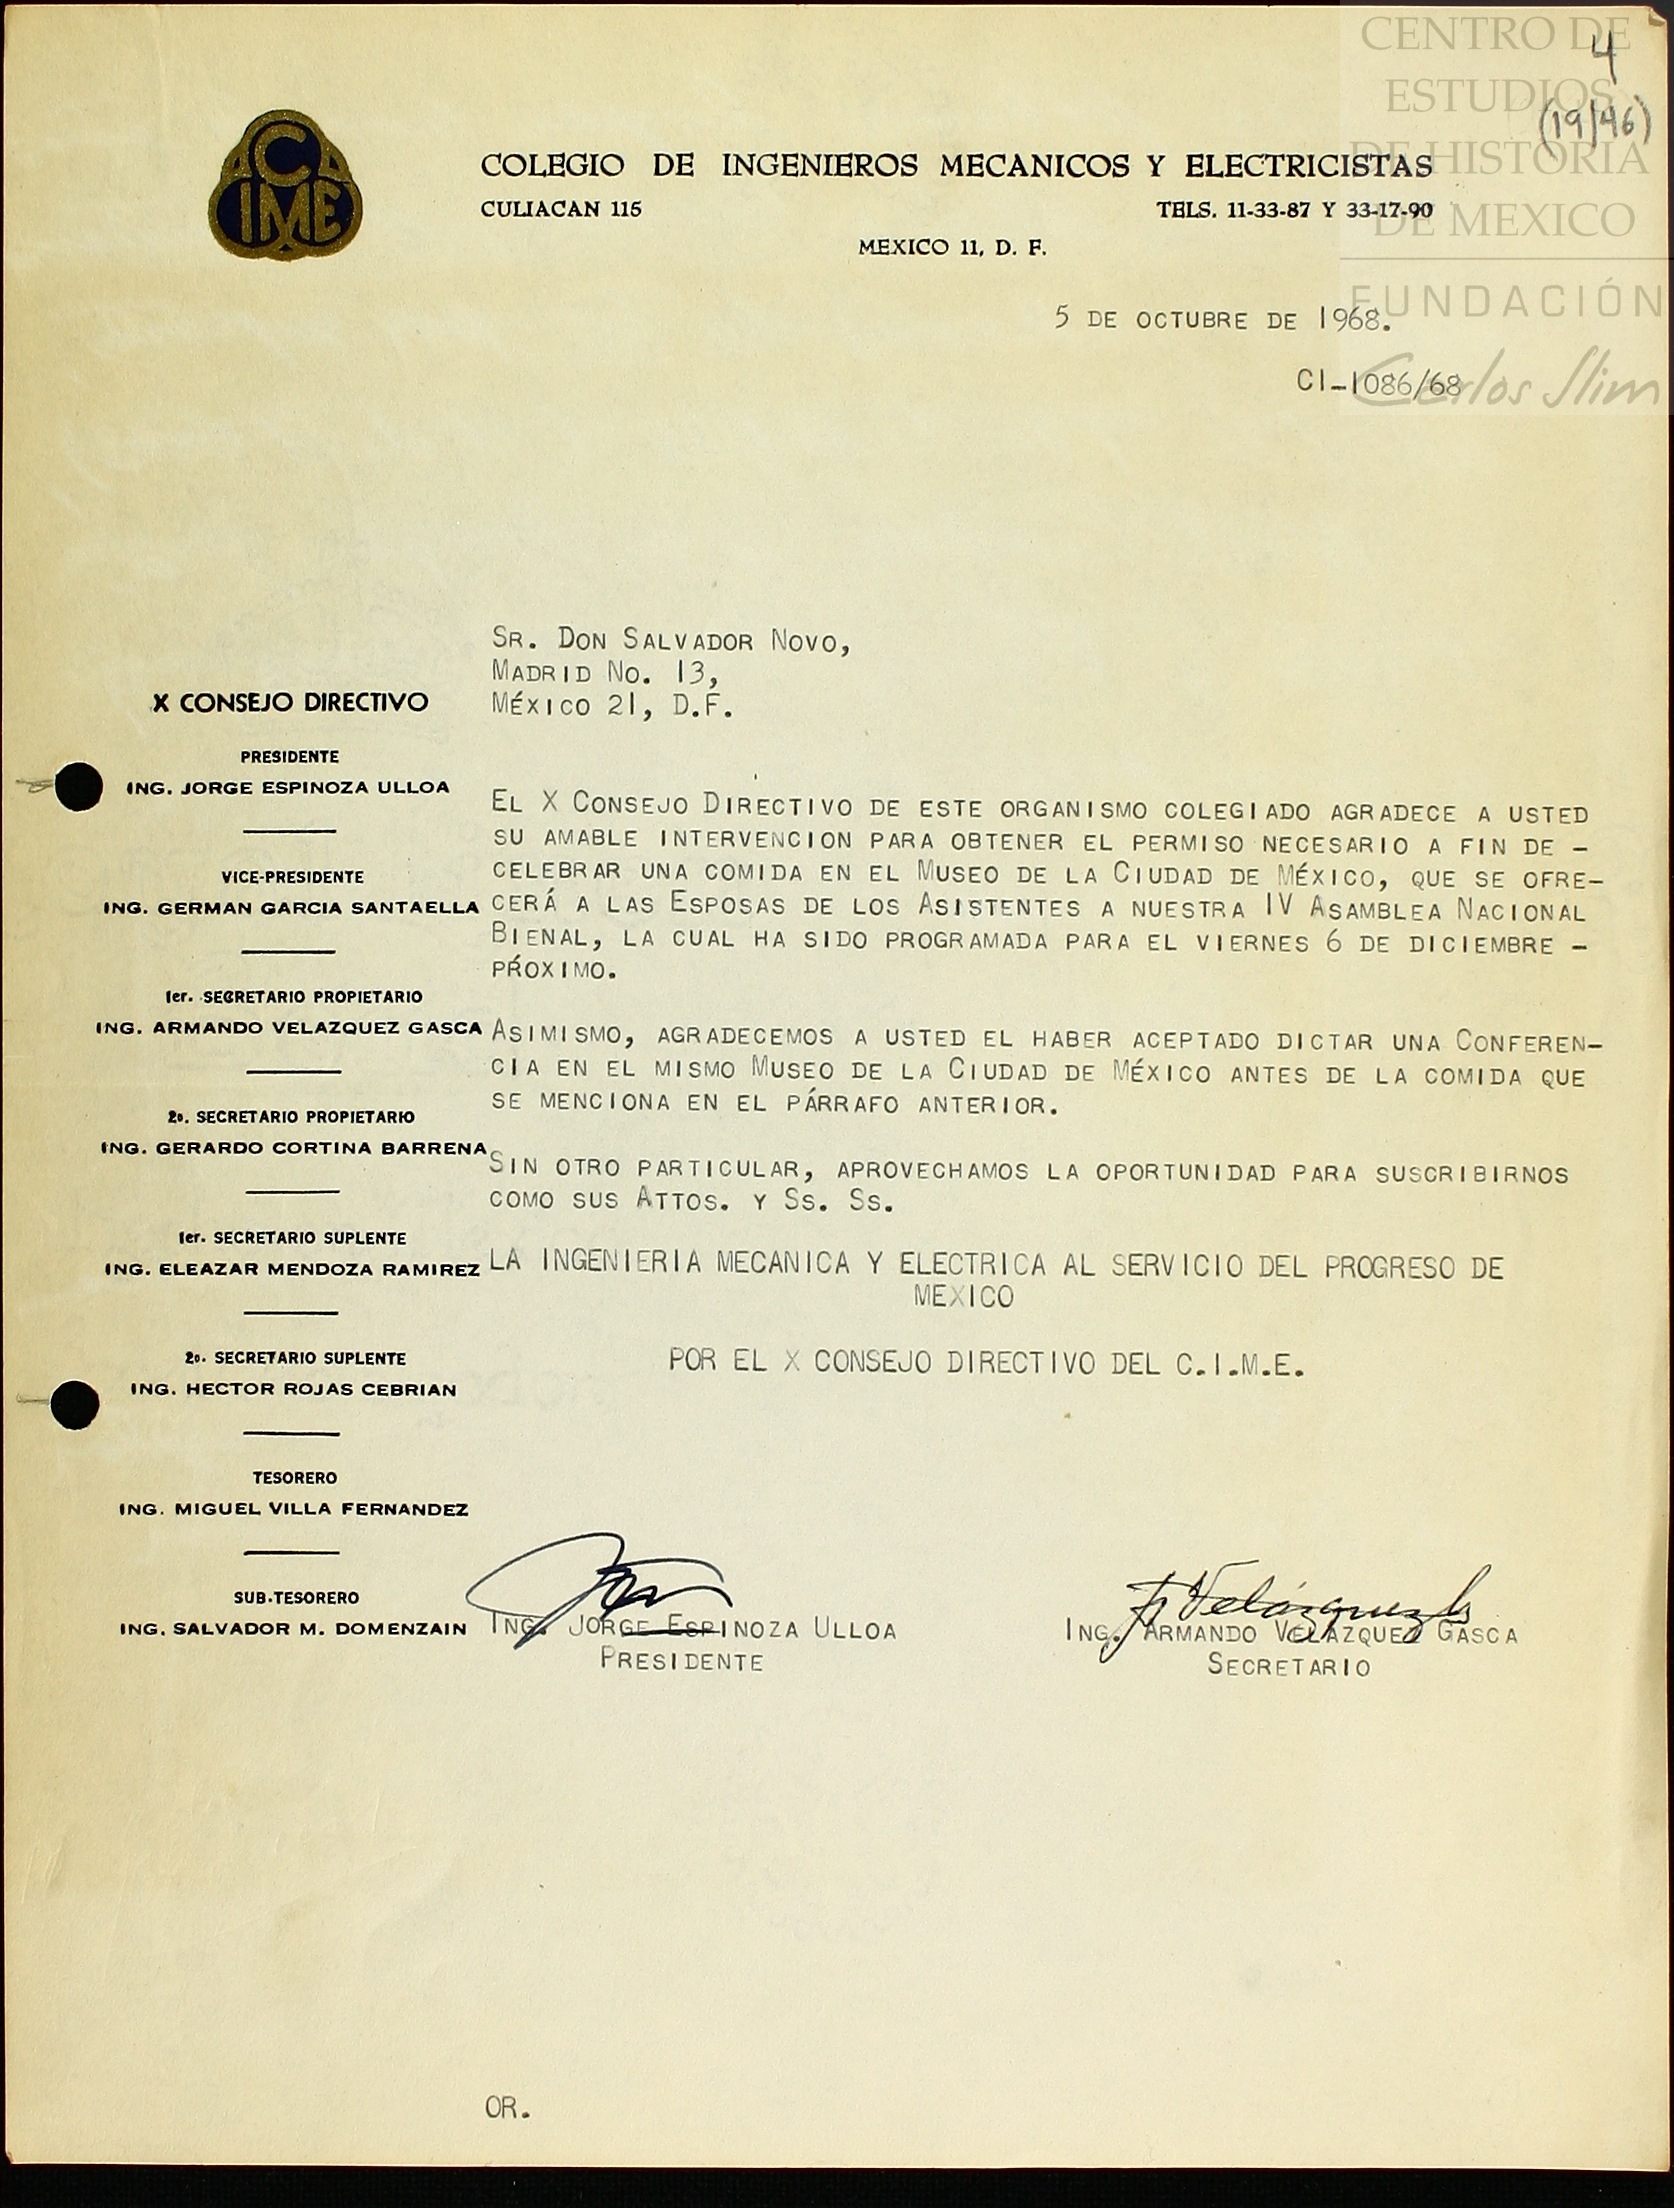 CENTRO DE
ESTUDIOS
DE HISTORIA
DE MEXICO
FUNDACIÓN
Carlos Slim
4
(19/46)
CIME
COLEGIO DE INGENIEROS MECANICOS Y ELECTRICISTAS
CULIACAN 115 TELS. 11-33-87 Y 33-17-90
MEXICO 11, D. F.
5 DE OCTUBRE DE 1968.
CI-1086/68
SR. DON SALVADOR NOVO,
MADRID NO. 13,
MÉXICO 21, D.F.
X CONSEJO DIRECTIVO
PRESIDENTE
ING. JORGE ESPINOZA ULLOA
VICE-PRESIDENTE
ING. GERMAN GARCIA SANTAELLA
1er. SECRETARIO PROPIETARIO
ING. ARMANDO VELAZQUEZ GASCA
2o. SECRETARIO PROPIETARIO
ING. GERARDO CORTINA BARRENA
1er. SECRETARIO SUPLENTE
ING. ELEAZAR MENDOZA RAMIREZ
2o. SECRETARIO SUPLENTE
ING. HECTOR ROJAS CEBRIAN
TESORERO
ING. MIGUEL VILLA FERNANDEZ
SUB-TESORERO
ING. SALVADOR M. DOMENZAIN
EL X CONSEJO DIRECTIVO DE ESTE ORGANISMO COLEGIADO AGRADECE A USTED
SU AMABLE INTERVENCION PARA OBTENER EL PERMISO NECESARIO A FIN DE -
CELEBRAR UNA COMIDA EN EL MUSEO DE LA CIUDAD DE MÉXICO, QUE SE OFRE-
CERÁ A LAS ESPOSAS DE LOS ASISTENTES A NUESTRA IV ASAMBLEA NACIONAL
BIENAL, LA CUAL HA SIDO PROGRAMADA PARA EL VIERNES 6 DE DICIEMBRE -
PŔOXIMO.
ASIMISMO, AGRADECEMOS A USTED EL HABER ACEPTADO DICTAR UNA CONFEREN-
CIA EN EL MISMO MUSEO DE LA CIUDAD DE MÉXICO ANTES DE LA COMIDA QUE
SE MENCIONA EN EL PÁRRAFO ANTERIOR.
SIN OTRO PARTICULAR, APROVECHAMOS LA OPORTUNIDAD PARA SUSCRIBIRNOS
COMO SUS ATTOS. Y SS. SS.
LA INGENIERIA MECANICA Y ELECTRICA AL SERVICIO DEL PROGRESO DE
MEXICO
POR EL X CONSEJO DIRECTIVO DEL C.I.M.E.
Velázquez
ING. JORGE ESPINOZA ULLOA ING. ARMANDO VELAZQUEZ GASCA
PRESIDENTE SECRETARIO
OR.